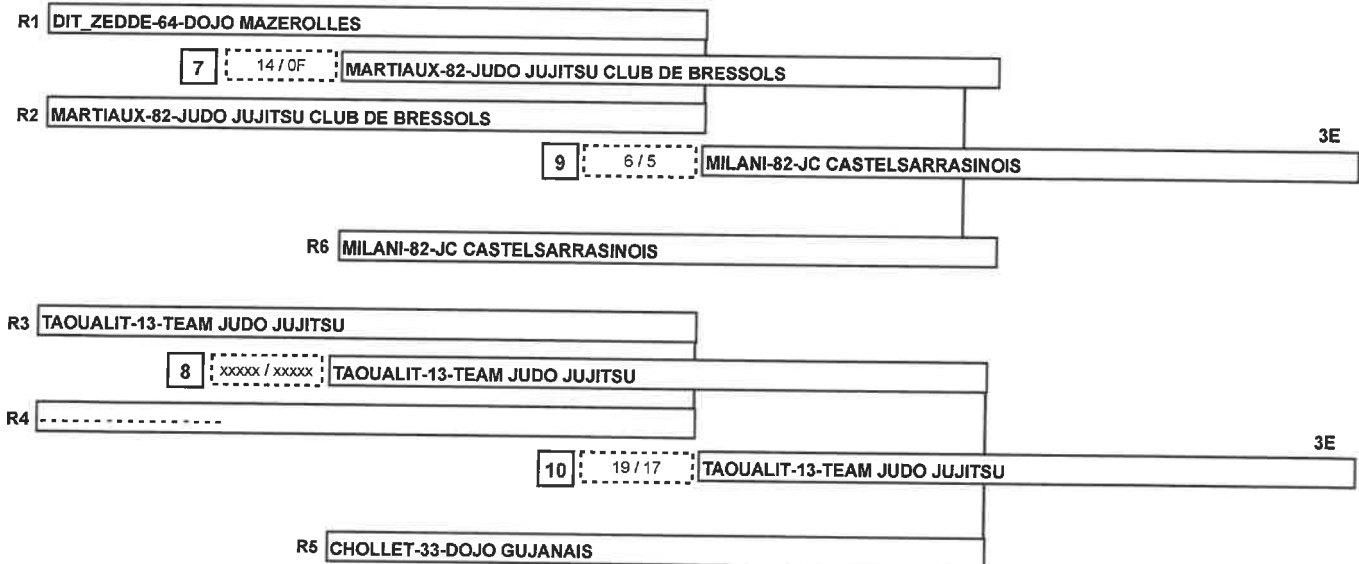 R1 DIT_ZEDDE-64-DOJO MAZEROLLES
7 14 / 0F MARTIAUX-82-JUDO JUJITSU CLUB DE BRESSOLS
R2 MARTIAUX-82-JUDO JUJITSU CLUB DE BRESSOLS
3E
9 6 / 5 MILANI-82-JC CASTELSARRASINOIS
R6 MILANI-82-JC CASTELSARRASINOIS
R3 TAOUALIT-13-TEAM JUDO JUJITSU
8 xxxxx / xxxxx TAOUALIT-13-TEAM JUDO JUJITSU
R4 - - - - - - - - - - - - - - - - - - -
3E
10 19 / 17 TAOUALIT-13-TEAM JUDO JUJITSU
R5 CHOLLET-33-DOJO GUJANAIS